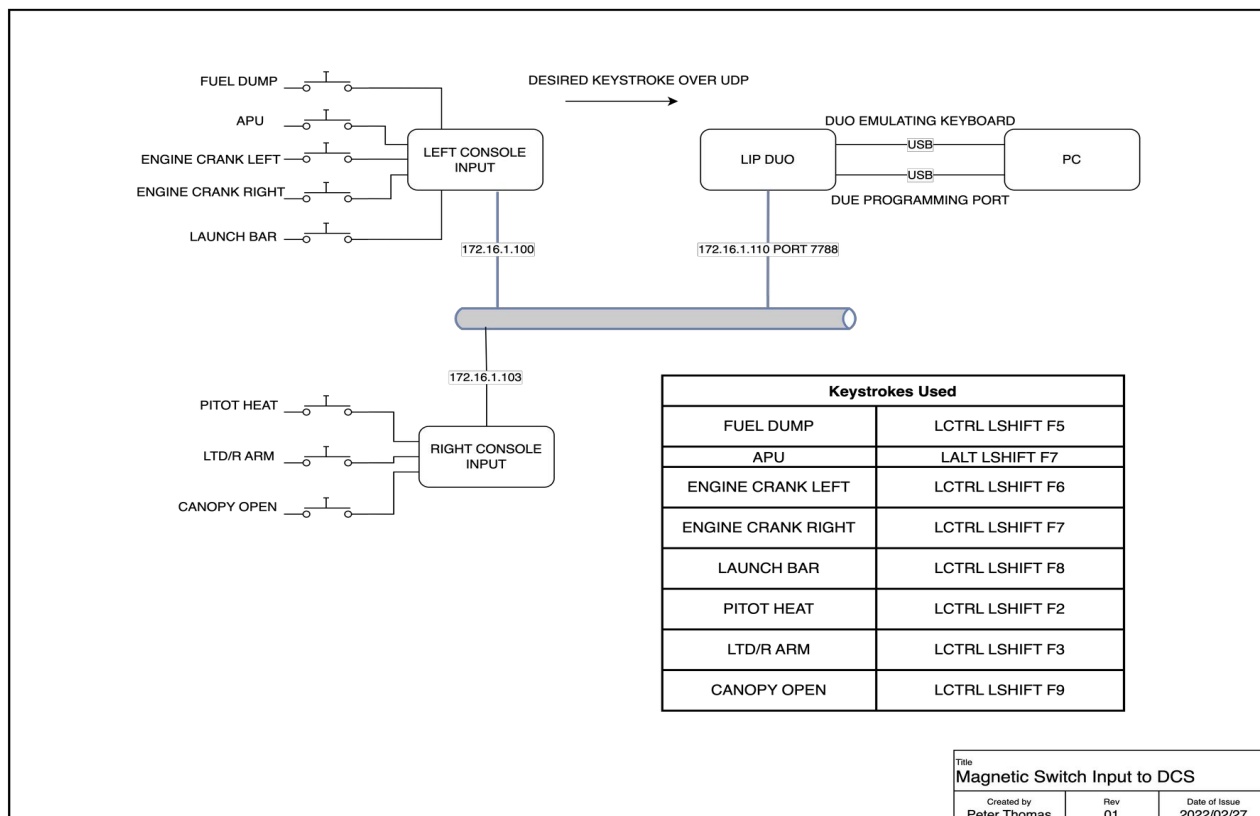 FUEL DUMP
APU
ENGINE CRANK LEFT
ENGINE CRANK RIGHT
LAUNCH BAR
LEFT CONSOLE
INPUT
DESIRED KEYSTROKE OVER UDP
DUO EMULATING KEYBOARD
LIP DUO
USB
USB
PC
DUE PROGRAMMING PORT
172.16.1.100
172.16.1.110 PORT 7788
172.16.1.103
PITOT HEAT
LTD/R ARM
CANOPY OPEN
RIGHT CONSOLE
INPUT
Keystrokes Used
FUEL DUMP LCTRL LSHIFT F5
APU LALT LSHIFT F7
ENGINE CRANK LEFT LCTRL LSHIFT F6
ENGINE CRANK RIGHT LCTRL LSHIFT F7
LAUNCH BAR LCTRL LSHIFT F8
PITOT HEAT LCTRL LSHIFT F2
LTD/R ARM LCTRL LSHIFT F3
CANOPY OPEN LCTRL LSHIFT F9
Title
Magnetic Switch Input to DCS
Created by Rev Date of Issue
Peter Thomas 01 2022/02/27